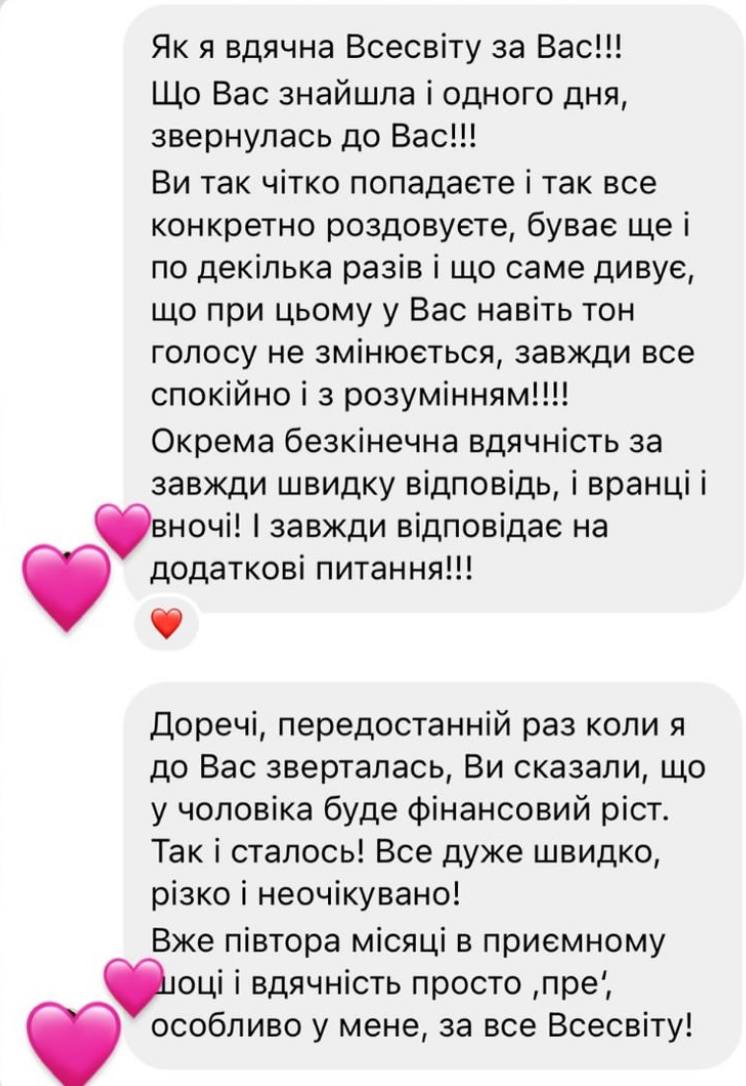 Як я вдячна Всесвіту за Вас!!!
Що Вас знайшла і одного дня,
звернулась до Вас!!!
Ви так чітко попадаєте і так все
конкретно роздовуєте, буває ще і
по декілька разів і що саме дивує,
що при цьому у Вас навіть тон
голосу не змінюється, завжди все
спокійно і з розумінням!!!!
Окрема безкінечна вдячність за
завжди швидку відповідь, і вранці і
вночі! І завжди відповідає на
додаткові питання!!!
Доречі, передостанній раз коли я
до Вас зверталась, Ви сказали, що
у чоловіка буде фінансовий ріст.
Так і сталось! Все дуже швидко,
різко і неочікувано!
Вже півтора місяці в приємному
шоці і вдячність просто ‚пре‘,
особливо у мене, за все Всесвіту!